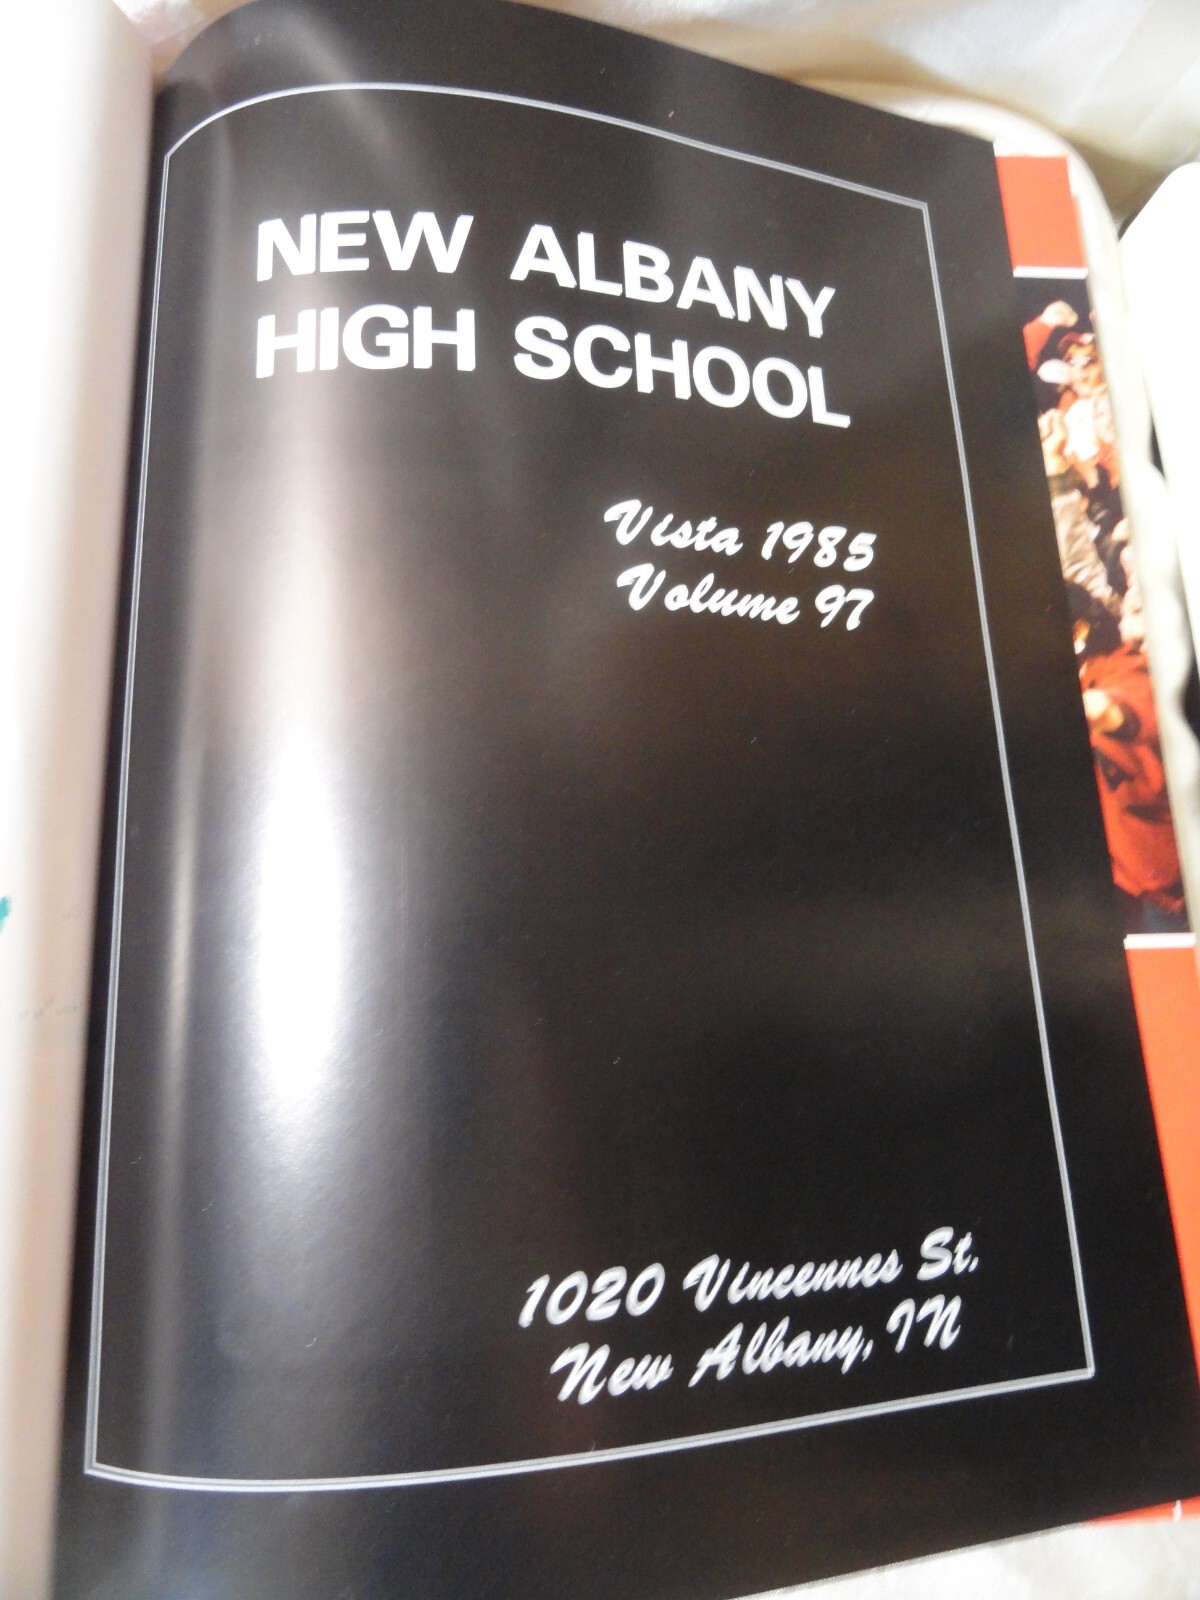 NEW ALBANY
HIGH SCHOOL
Vista 1985
Volume 97
1020 Vincennes St.
New Albany, IN